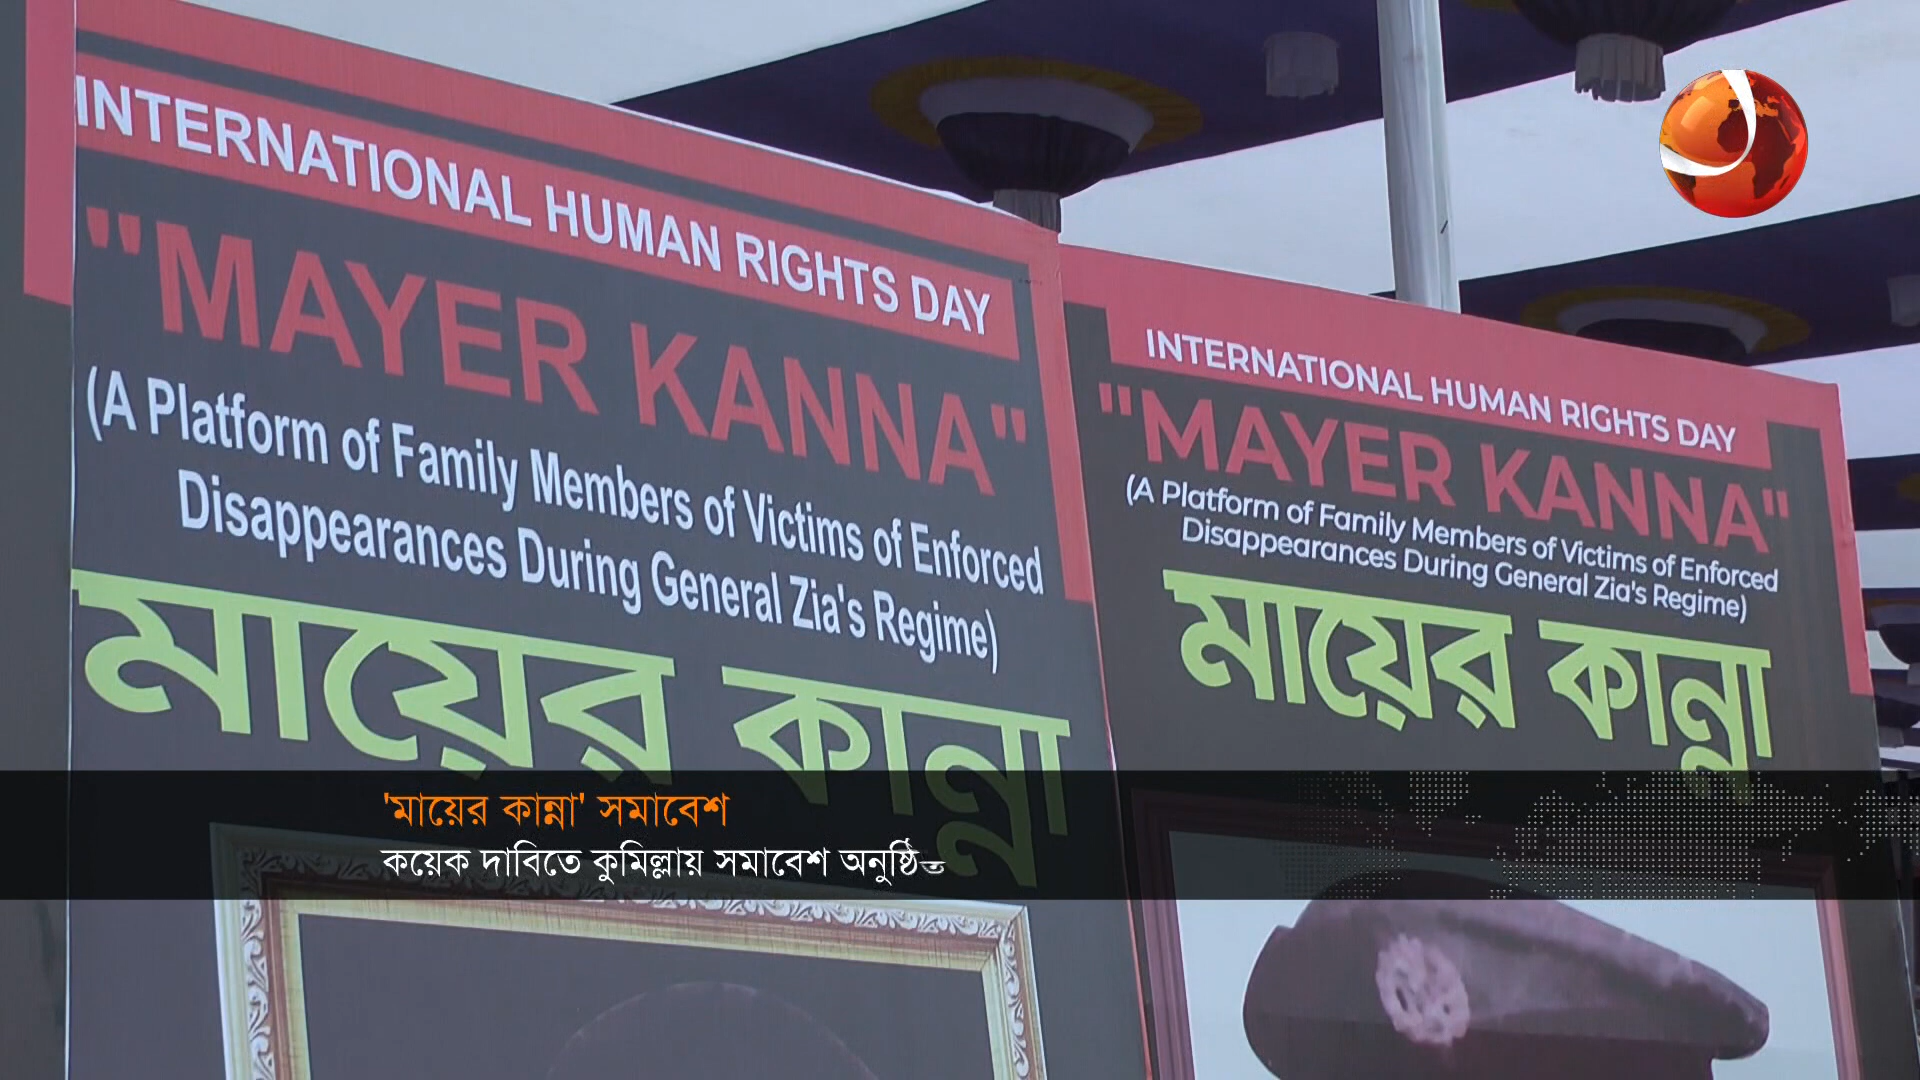 INTERNATIONAL HUMAN RIGHTS DAY
"MAYER KANNA"
(A Platform of Family Members of Victims of Enforced
Disappearances During General Zia's Regime)
মায়ের কান্না
INTERNATIONAL HUMAN RIGHTS DAY
"MAYER KANNA"
(A Platform of Family Members of Victims of Enforced
Disappearances During General Zia's Regime)
মায়ের কান্না
'মায়ের কান্না' সমাবেশ
কয়েক দাবিতে কুমিল্লায় সমাবেশ অনুষ্ঠিত